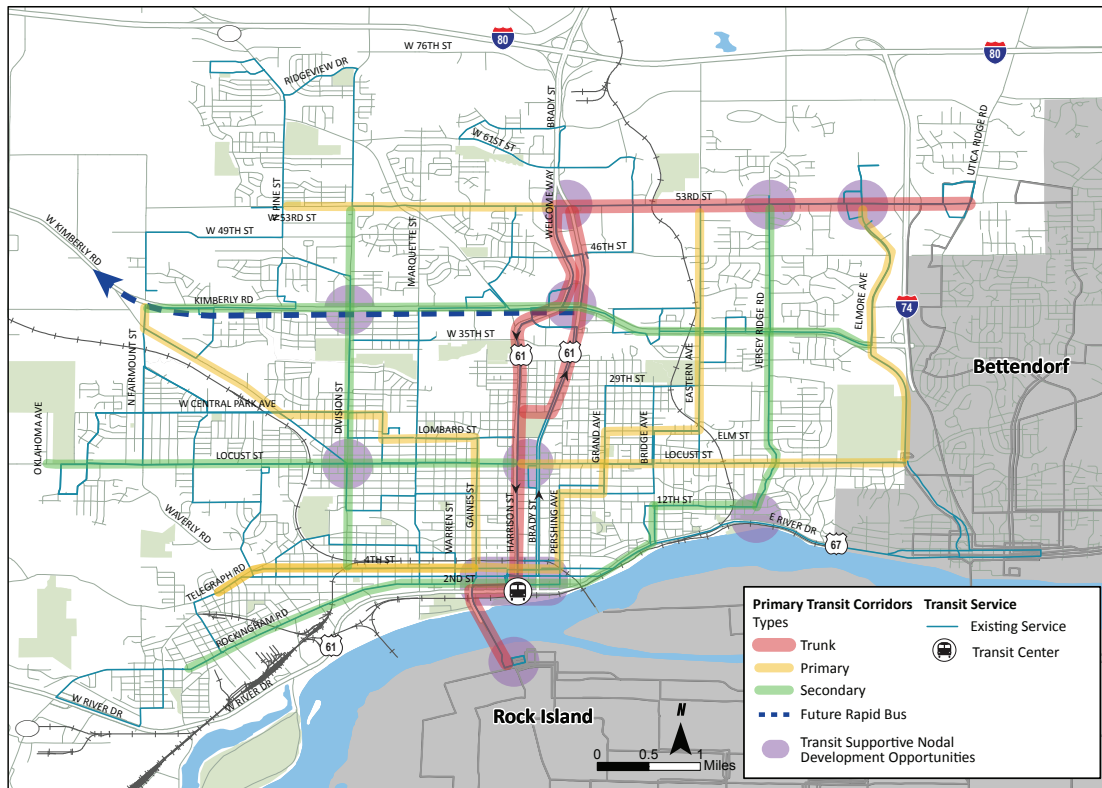 W 76TH ST
80
80
RIDGEVIEW DR
BRADY ST
W 61ST ST
UTICA RIDGE RD
N PINE ST
WELCOME WAY
53RD ST
W 53RD ST
W 49TH ST
MARQUETTE ST
46TH ST
W KIMBERLY RD
KIMBERLY RD
JERSEY RIDGE RD
ELMORE AVE
74
W 35TH ST
61
61
EASTERN AVE
Bettendorf
N FAIRMOUNT ST
29TH ST
W CENTRAL PARK AVE
DIVISION ST
LOMBARD ST
GRAND AVE
BRIDGE AVE
ELM ST
OKLAHOMA AVE
LOCUST ST
LOCUST ST
WARREN ST
GAINES ST
HARRISON ST
BRADY ST
PERSHING AVE
12TH ST
E RIVER DR
67
WAVERLY RD
4TH ST
TELEGRAPH RD
2ND ST
ROCKINGHAM RD
61
W RIVER DR
W RIVER DR
Rock Island
N
0 0.5 1
Miles
Primary Transit Corridors
Types
Trunk
Primary
Secondary
Future Rapid Bus
Transit Supportive Nodal
Development Opportunities
Transit Service
Existing Service
Transit Center